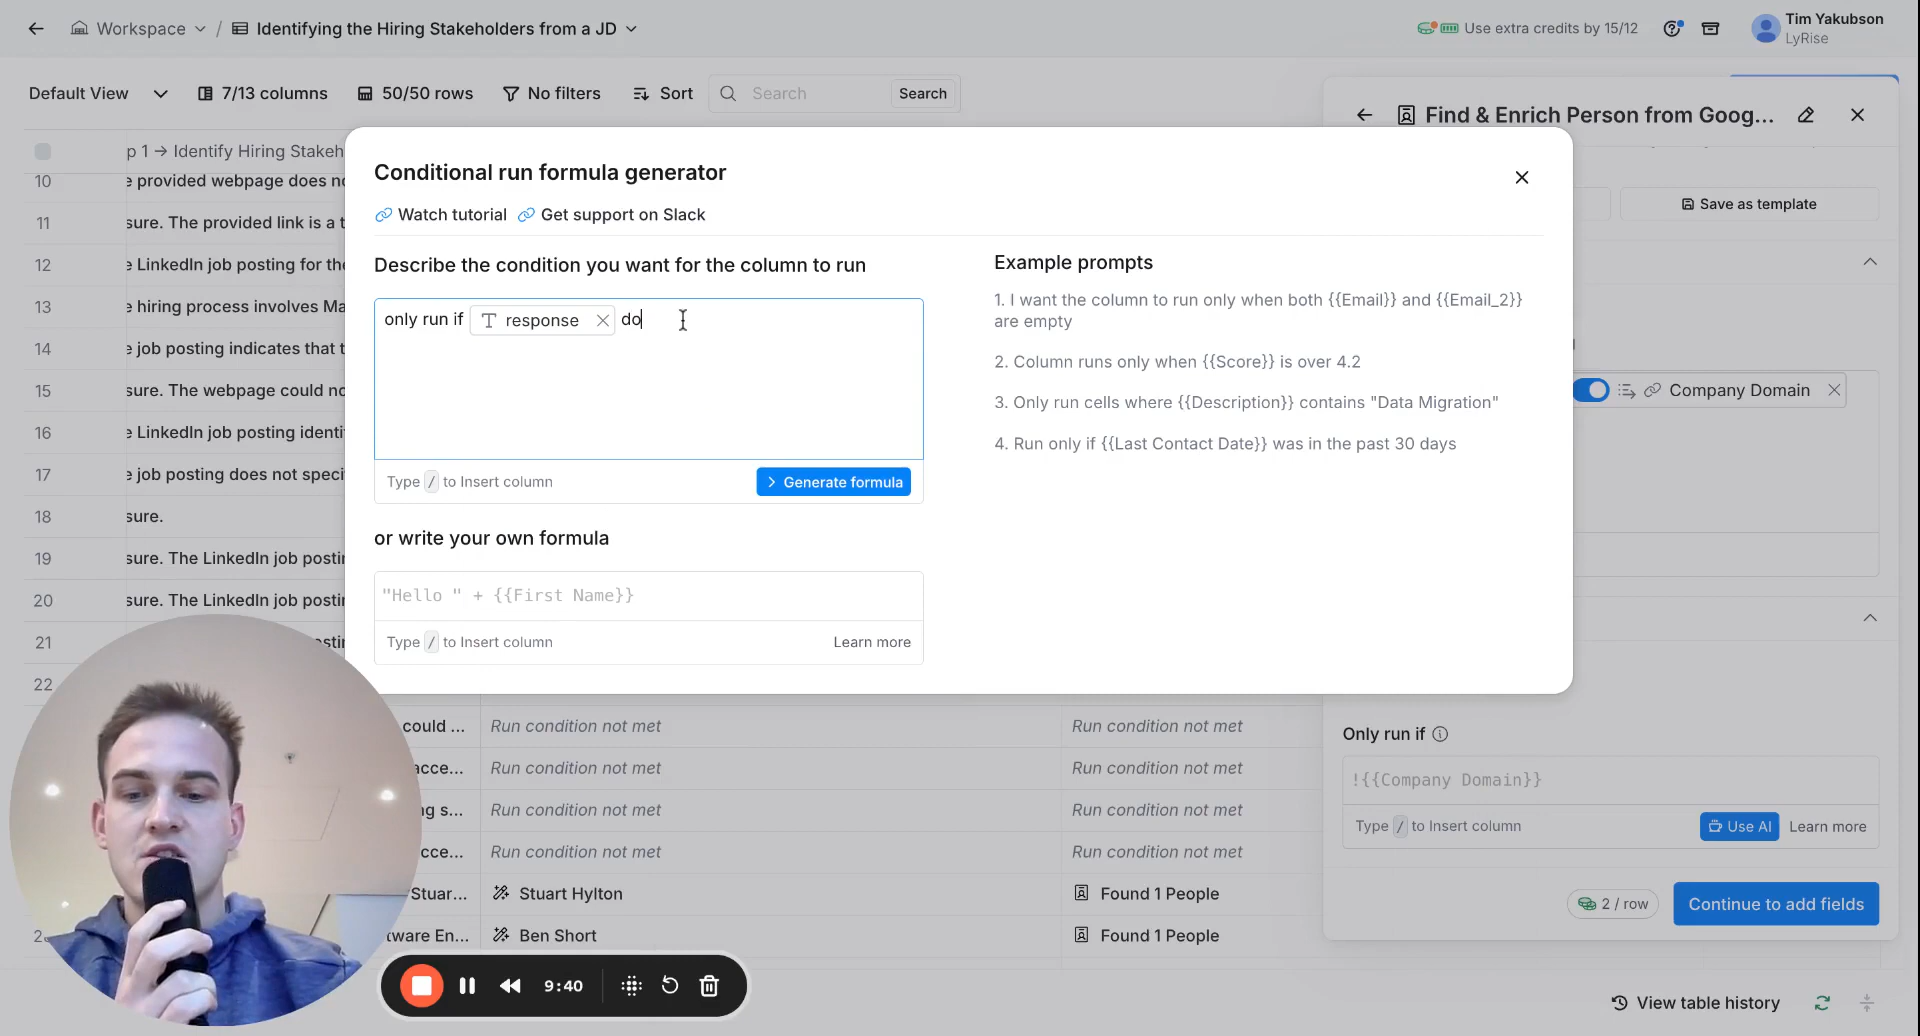 Workspace / Identifying the Hiring Stakeholders from a JD
Use extra credits by 15/12
Tim Yakubson
LyRise
Default View
7/13 columns
50/50 rows
No filters
Sort
Search
Search
Find & Enrich Person from Goog...
p 1 → Identify Hiring Stakeh
10 e provided webpage does no
11 sure. The provided link is a t
12 e LinkedIn job posting for the
13 e hiring process involves Ma
14 e job posting indicates that t
15 sure. The webpage could no
16 e LinkedIn job posting identi
17 e job posting does not speci
18 sure.
19 sure. The LinkedIn job postin
20 sure. The LinkedIn job postin
21 ostin
22
Save as template
Company Domain
Conditional run formula generator
Watch tutorial
Get support on Slack
Describe the condition you want for the column to run
only run if T response do
Type / to Insert column
Generate formula
or write your own formula
"Hello " + {{First Name}}
Type / to Insert column
Learn more
Example prompts
1. I want the column to run only when both {{Email}} and {{Email_2}}
are empty
2. Column runs only when {{Score}} is over 4.2
3. Only run cells where {{Description}} contains "Data Migration"
4. Run only if {{Last Contact Date}} was in the past 30 days
could ... Run condition not met Run condition not met
acce... Run condition not met Run condition not met
ng s... Run condition not met Run condition not met
acce... Run condition not met Run condition not met
Stuar... Stuart Hylton Found 1 People
tware En... Ben Short Found 1 People
Only run if
!{{Company Domain}}
Type / to Insert column
Use AI
Learn more
2 / row
Continue to add fields
9:40
View table history